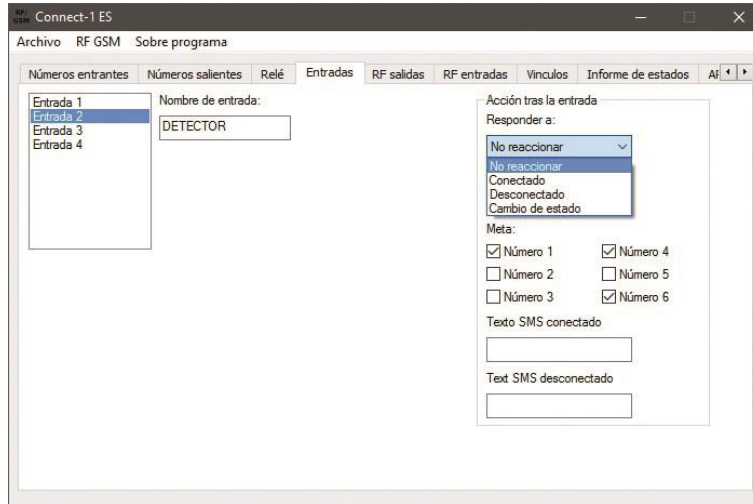 RF/ GSM Connect-1 ES
Archivo RF GSM Sobre programa
Números entrantes Números salientes Relé Entradas RF salidas RF entradas Vinculos Informe de estados
Entrada 1
Entrada 2
Entrada 3
Entrada 4
Nombre de entrada:
DETECTOR
Acción tras la entrada
Responder a:
No reaccionar
No reaccionar
Conectado
Desconectado
Cambio de estado
Meta:
Número 1 Número 4
Número 2 Número 5
Número 3 Número 6
Texto SMS conectado
Text SMS desconectado